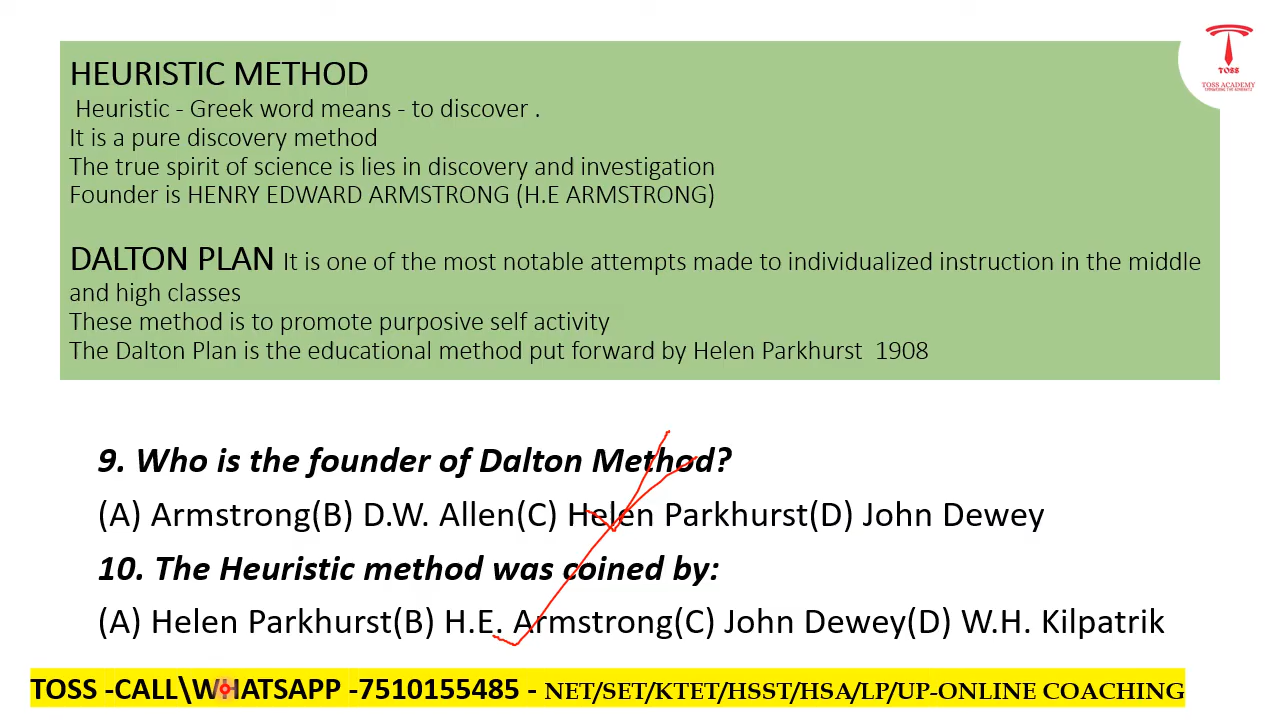 HEURISTIC METHOD
Heuristic - Greek word means - to discover .
It is a pure discovery method
The true spirit of science is lies in discovery and investigation
Founder is HENRY EDWARD ARMSTRONG (H.E ARMSTRONG)
DALTON PLAN It is one of the most notable attempts made to individualized instruction in the middle
and high classes
These method is to promote purposive self activity
The Dalton Plan is the educational method put forward by Helen Parkhurst 1908
TOSS
TOSS ACADEMY
9. Who is the founder of Dalton Method?
(A) Armstrong(B) D.W. Allen(C) Helen Parkhurst(D) John Dewey
10. The Heuristic method was coined by:
(A) Helen Parkhurst(B) H.E. Armstrong(C) John Dewey(D) W.H. Kilpatrik
TOSS -CALL\WHATSAPP -7510155485 - NET/SET/KTET/HSST/HSA/LP/UP-ONLINE COACHING